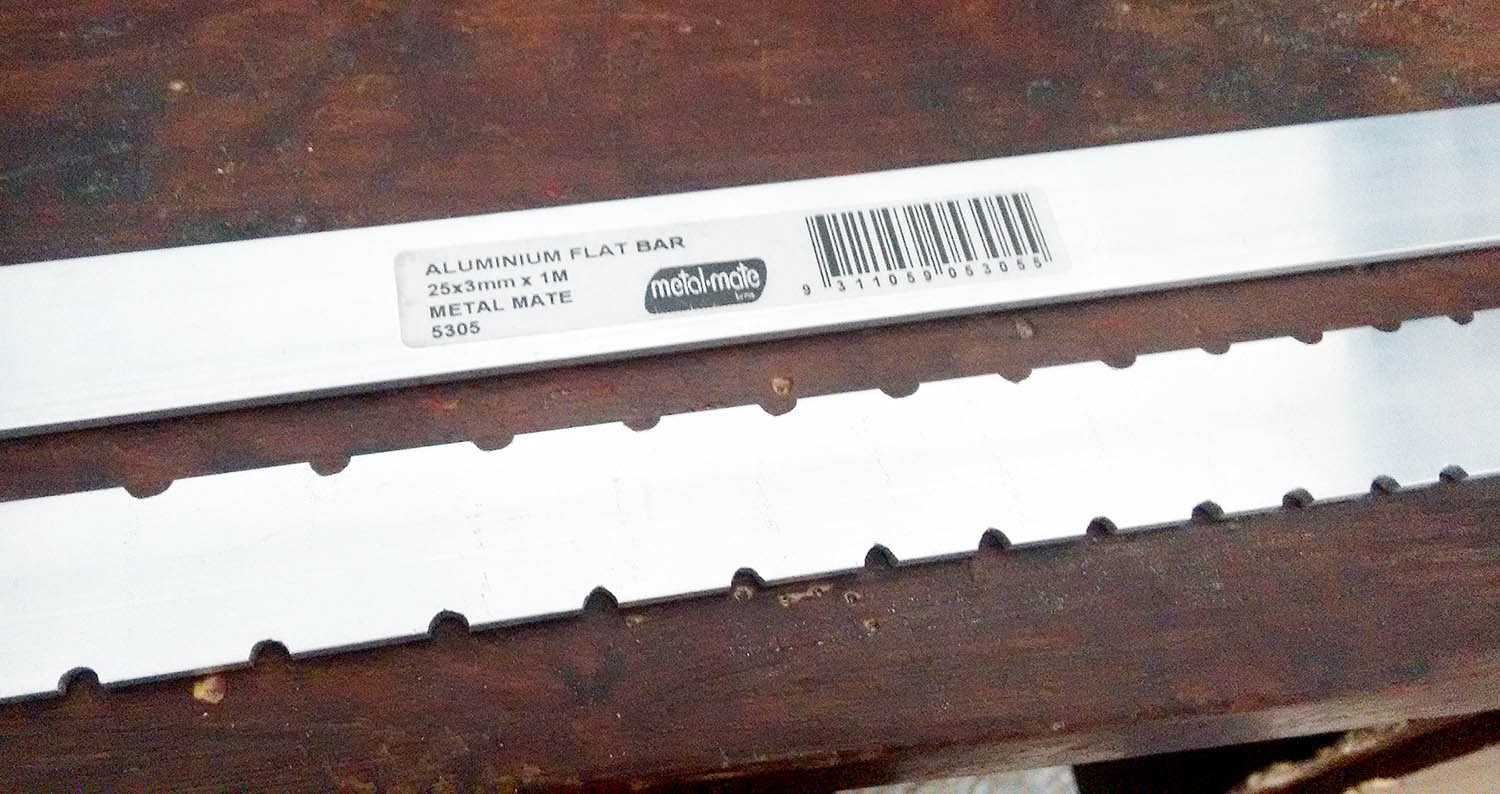 ALUMINIUM FLAT BAR
25x3mm x 1M
METAL MATE
5305
metal·mate
9 311059 053055